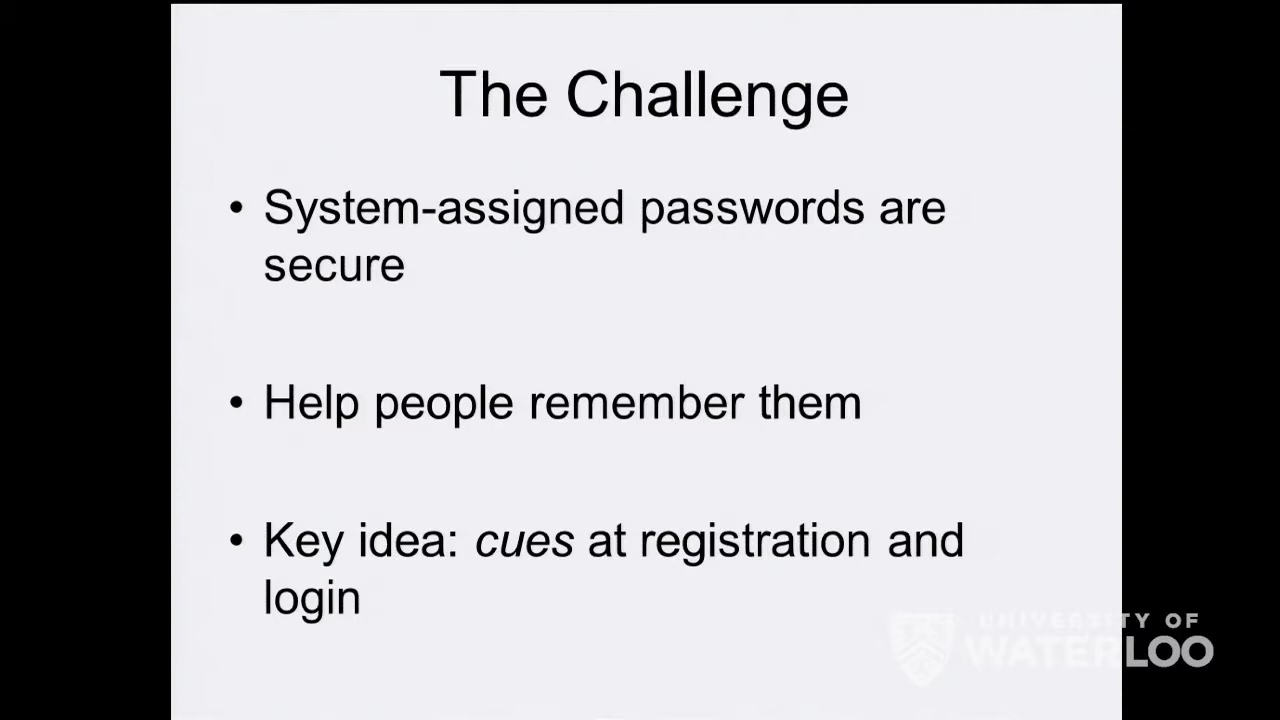 The Challenge
• System-assigned passwords are
secure
• Help people remember them
• Key idea: cues at registration and
login
UNIVERSITY OF
WATERLOO